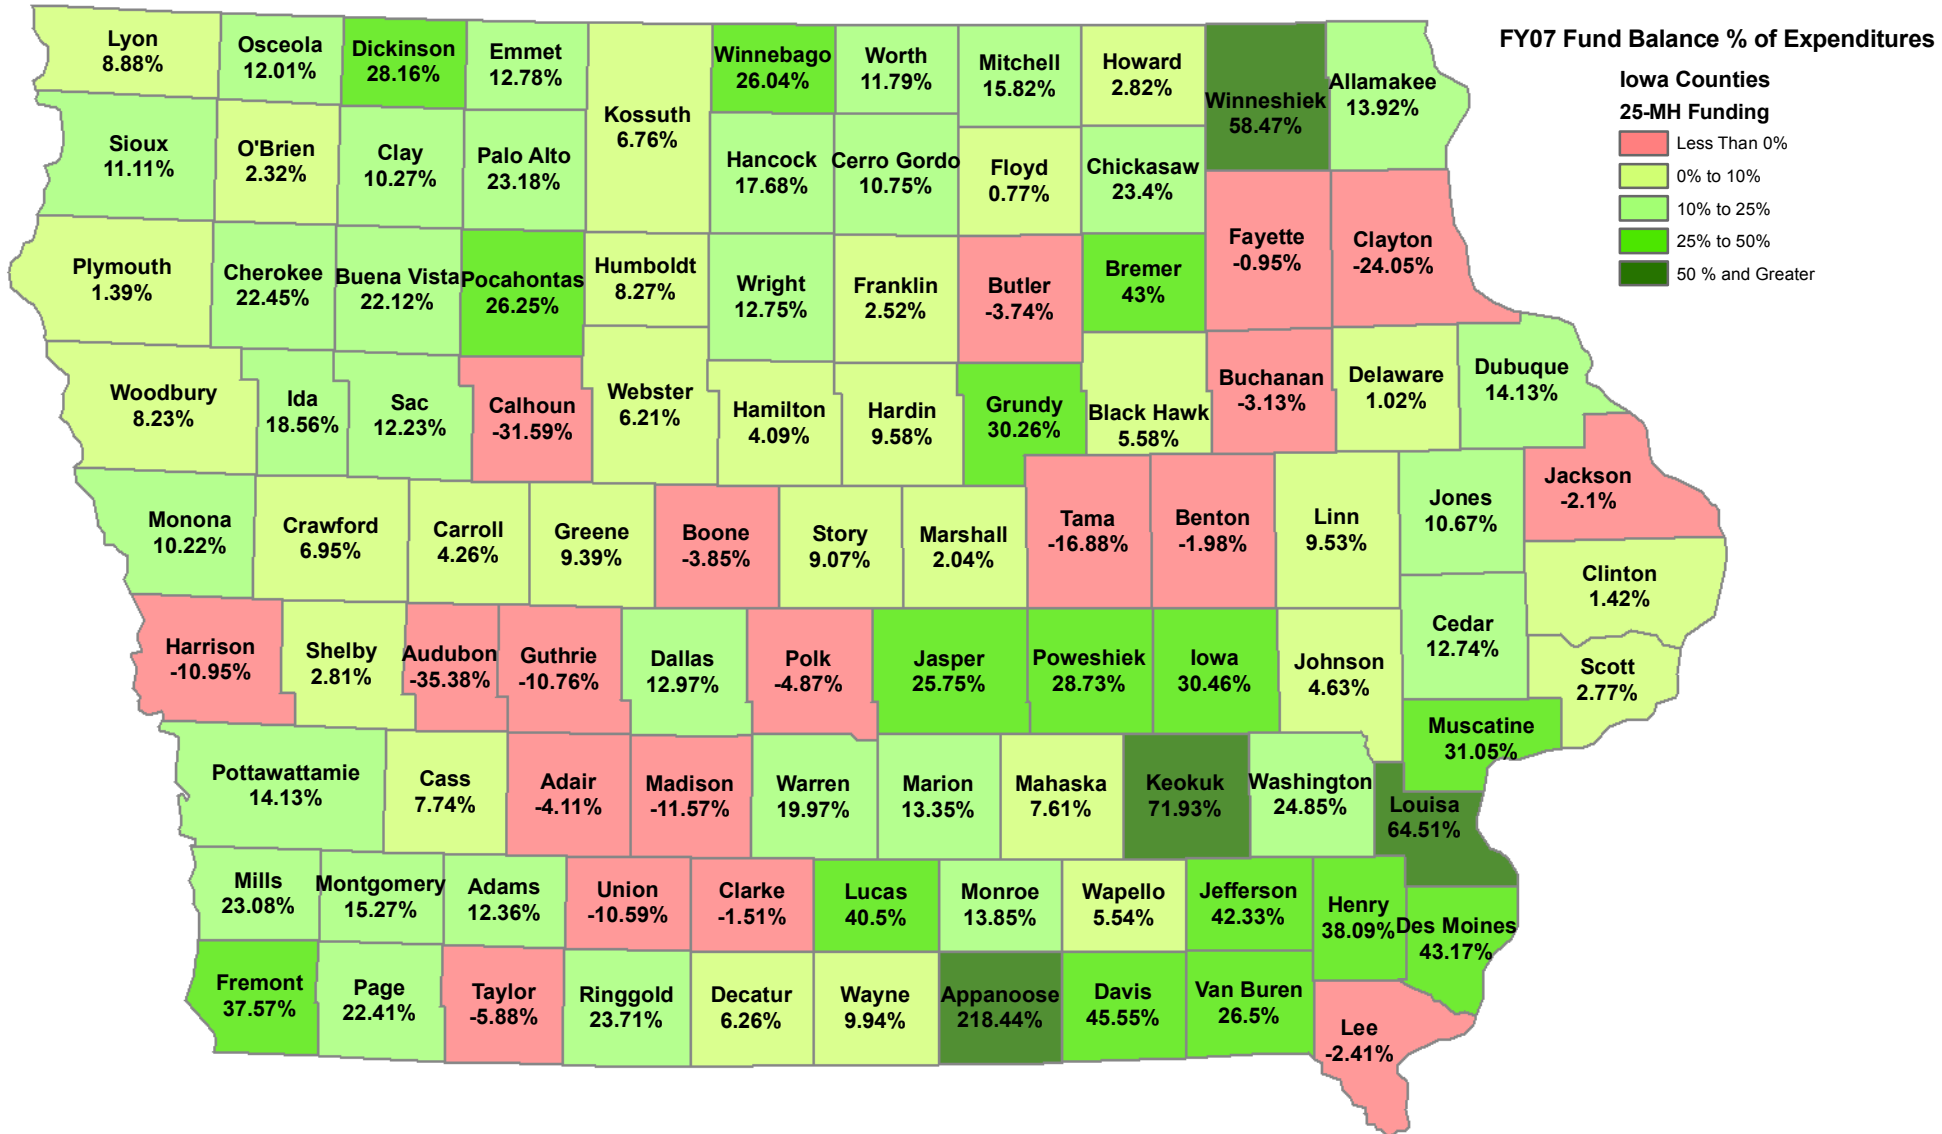 FY07 Fund Balance % of Expenditures
Iowa Counties
25-MH Funding
Less Than 0%
0% to 10%
10% to 25%
25% to 50%
50 % and Greater
Lyon
8.88%
Osceola
12.01%
Dickinson
28.16%
Emmet
12.78%
Kossuth
6.76%
Winnebago
26.04%
Worth
11.79%
Mitchell
15.82%
Howard
2.82%
Winneshiek
58.47%
Allamakee
13.92%
Sioux
11.11%
O'Brien
2.32%
Clay
10.27%
Palo Alto
23.18%
Hancock
17.68%
Cerro Gordo
10.75%
Floyd
0.77%
Chickasaw
23.4%
Plymouth
1.39%
Cherokee
22.45%
Buena Vista
22.12%
Pocahontas
26.25%
Humboldt
8.27%
Wright
12.75%
Franklin
2.52%
Butler
-3.74%
Bremer
43%
Fayette
-0.95%
Clayton
-24.05%
Woodbury
8.23%
Ida
18.56%
Sac
12.23%
Calhoun
-31.59%
Webster
6.21%
Hamilton
4.09%
Hardin
9.58%
Grundy
30.26%
Black Hawk
5.58%
Buchanan
-3.13%
Delaware
1.02%
Dubuque
14.13%
Jackson
-2.1%
Monona
10.22%
Crawford
6.95%
Carroll
4.26%
Greene
9.39%
Boone
-3.85%
Story
9.07%
Marshall
2.04%
Tama
-16.88%
Benton
-1.98%
Linn
9.53%
Jones
10.67%
Clinton
1.42%
Harrison
-10.95%
Shelby
2.81%
Audubon
-35.38%
Guthrie
-10.76%
Dallas
12.97%
Polk
-4.87%
Jasper
25.75%
Poweshiek
28.73%
Iowa
30.46%
Johnson
4.63%
Cedar
12.74%
Scott
2.77%
Muscatine
31.05%
Pottawattamie
14.13%
Cass
7.74%
Adair
-4.11%
Madison
-11.57%
Warren
19.97%
Marion
13.35%
Mahaska
7.61%
Keokuk
71.93%
Washington
24.85%
Louisa
64.51%
Mills
23.08%
Montgomery
15.27%
Adams
12.36%
Union
-10.59%
Clarke
-1.51%
Lucas
40.5%
Monroe
13.85%
Wapello
5.54%
Jefferson
42.33%
Henry
38.09%
Des Moines
43.17%
Fremont
37.57%
Page
22.41%
Taylor
-5.88%
Ringgold
23.71%
Decatur
6.26%
Wayne
9.94%
Appanoose
218.44%
Davis
45.55%
Van Buren
26.5%
Lee
-2.41%